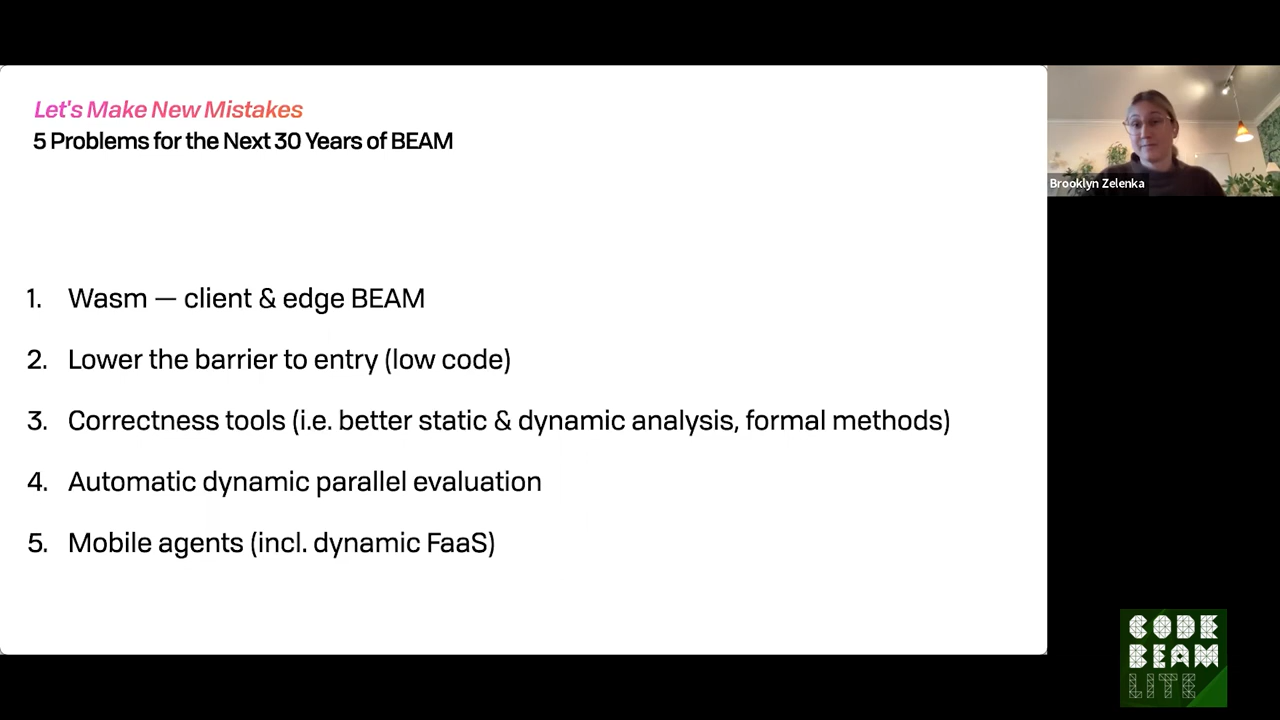 Let's Make New Mistakes
5 Problems for the Next 30 Years of BEAM
1. Wasm — client & edge BEAM
2. Lower the barrier to entry (low code)
3. Correctness tools (i.e. better static & dynamic analysis, formal methods)
4. Automatic dynamic parallel evaluation
5. Mobile agents (incl. dynamic FaaS)
Brooklyn Zelenka
CODE
BEAM
LITE